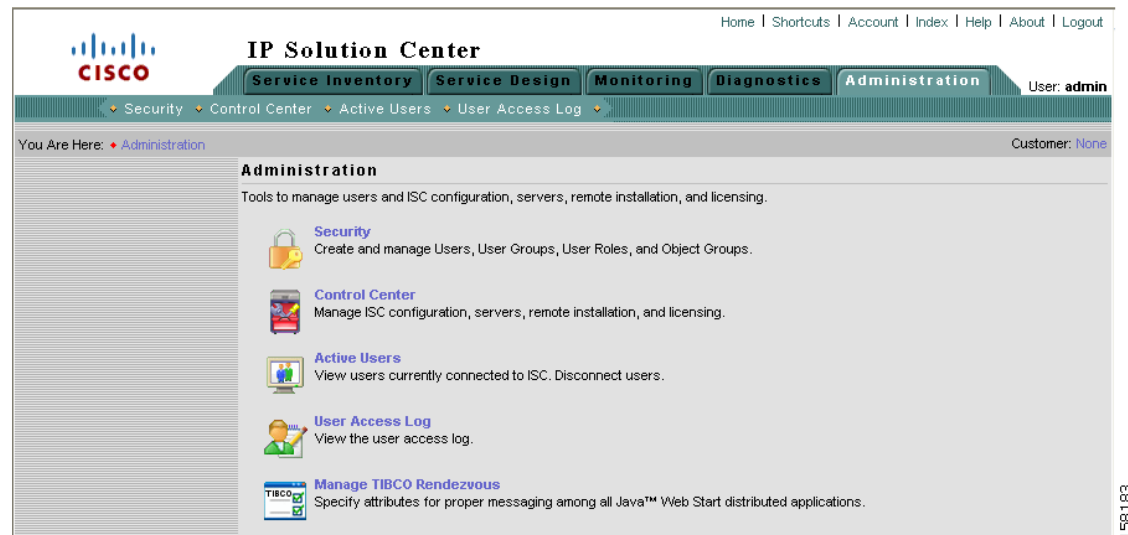 Home | Shortcuts | Account | Index | Help | About | Logout
CISCO
IP Solution Center
Service Inventory Service Design Monitoring Diagnostics Administration
User: admin
Security Control Center Active Users User Access Log
You Are Here: Administration
Customer: None
Administration
Tools to manage users and ISC configuration, servers, remote installation, and licensing.
Security
Create and manage Users, User Groups, User Roles, and Object Groups.
Control Center
Manage ISC configuration, servers, remote installation, and licensing.
Active Users
View users currently connected to ISC. Disconnect users.
User Access Log
View the user access log.
TIBCO
Manage TIBCO Rendezvous
Specify attributes for proper messaging among all Java™ Web Start distributed applications.
58183